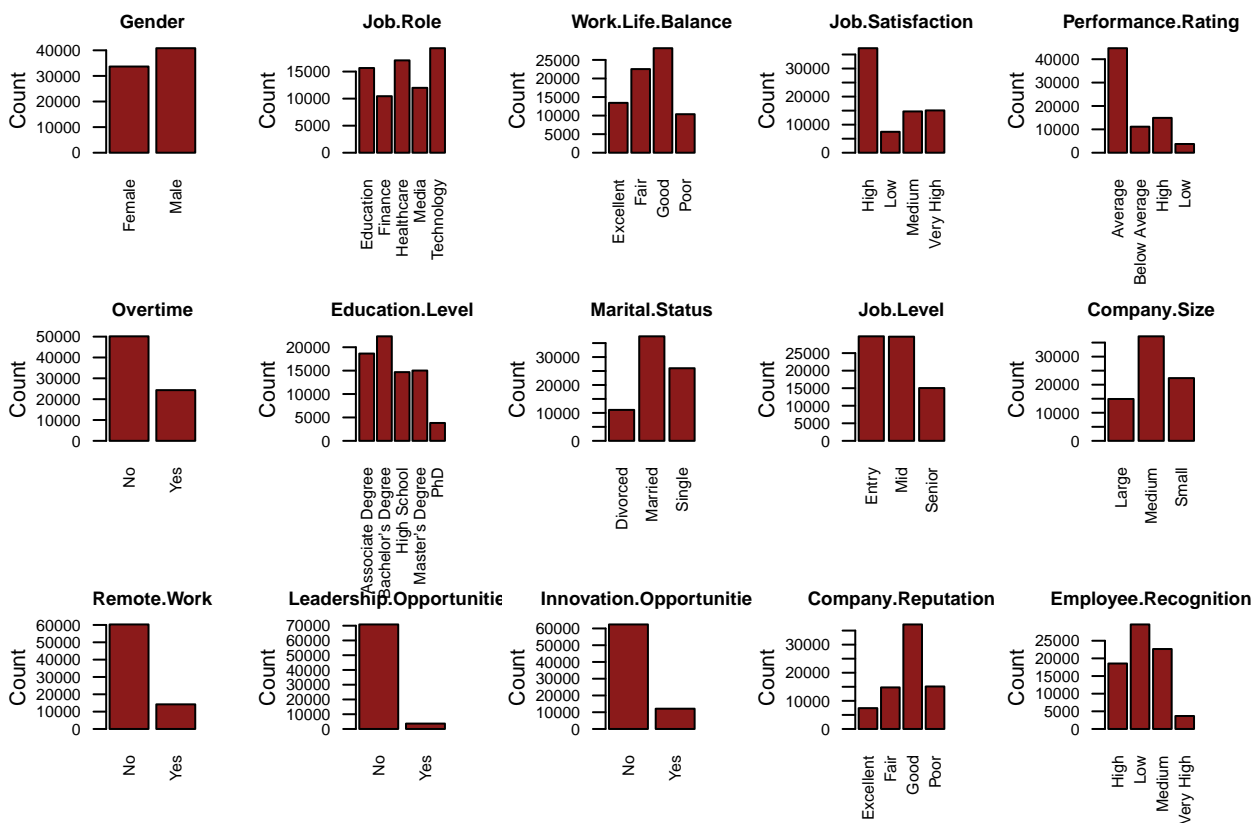 Gender
Count
40000
30000
20000
10000
0
Female
Male
Job.Role
Count
15000
10000
5000
0
Education
Finance
Healthcare
Media
Technology
Work.Life.Balance
Count
25000
20000
15000
10000
5000
0
Excellent
Fair
Good
Poor
Job.Satisfaction
Count
30000
20000
10000
0
High
Low
Medium
Very High
Performance.Rating
Count
40000
30000
20000
10000
0
Average
Below Average
High
Low
Overtime
Count
50000
40000
30000
20000
10000
0
No
Yes
Education.Level
Count
20000
15000
10000
5000
0
Associate Degree
Bachelor's Degree
High School
Master's Degree
PhD
Marital.Status
Count
30000
20000
10000
0
Divorced
Married
Single
Job.Level
Count
25000
20000
15000
10000
5000
0
Entry
Mid
Senior
Company.Size
Count
30000
20000
10000
0
Large
Medium
Small
Remote.Work
Count
60000
50000
40000
30000
20000
10000
0
No
Yes
Leadership.Opportunitie
Count
70000
60000
50000
40000
30000
20000
10000
0
No
Yes
Innovation.Opportunitie
Count
60000
50000
40000
30000
20000
10000
0
No
Yes
Company.Reputation
Count
30000
20000
10000
0
Excellent
Fair
Good
Poor
Employee.Recognition
Count
25000
20000
15000
10000
5000
0
High
Low
Medium
Very High